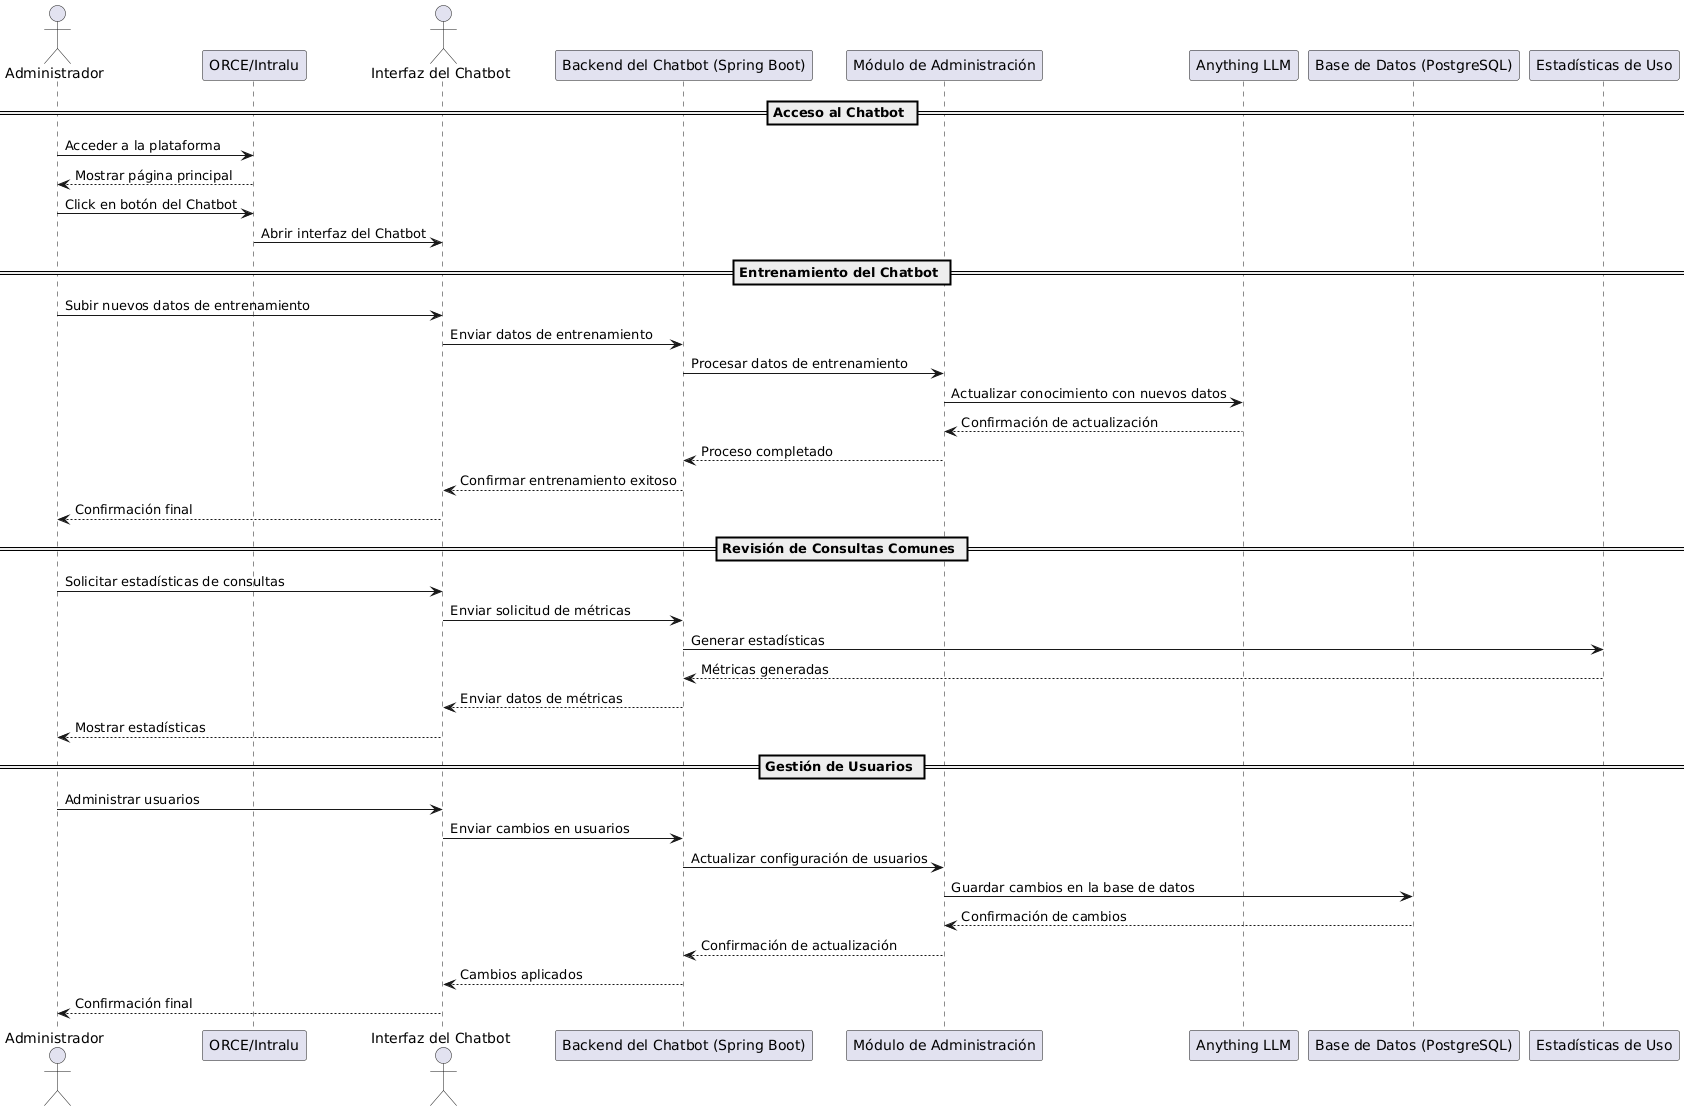 Administrador
ORCE/Intralu
Interfaz del Chatbot
Backend del Chatbot (Spring Boot)
Módulo de Administración
Anything LLM
Base de Datos (PostgreSQL)
Estadísticas de Uso
Acceso al Chatbot
Acceder a la plataforma
Mostrar página principal
Click en botón del Chatbot
Abrir interfaz del Chatbot
Entrenamiento del Chatbot
Subir nuevos datos de entrenamiento
Enviar datos de entrenamiento
Procesar datos de entrenamiento
Actualizar conocimiento con nuevos datos
Confirmación de actualización
Proceso completado
Confirmar entrenamiento exitoso
Confirmación final
Revisión de Consultas Comunes
Solicitar estadísticas de consultas
Enviar solicitud de métricas
Generar estadísticas
Métricas generadas
Enviar datos de métricas
Mostrar estadísticas
Gestión de Usuarios
Administrar usuarios
Enviar cambios en usuarios
Actualizar configuración de usuarios
Guardar cambios en la base de datos
Confirmación de cambios
Confirmación de actualización
Cambios aplicados
Confirmación final
Administrador
ORCE/Intralu
Interfaz del Chatbot
Backend del Chatbot (Spring Boot)
Módulo de Administración
Anything LLM
Base de Datos (PostgreSQL)
Estadísticas de Uso